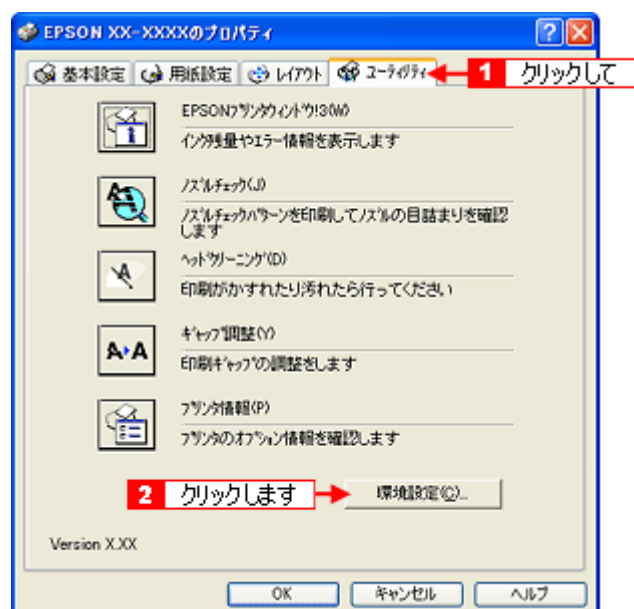 EPSON XX-XXXXのプロパティ
基本設定 用紙設定 レイアウト ユーティリティ 1 クリックして
EPSONプリンタウィンドウ!3(W)
インク残量やエラー情報を表示します
ノズルチェック(J)
ノズルチェックパターンを印刷してノズルの目詰まりを確認
します
ヘッドクリーニング(D)
印刷がかすれたり汚れたら行ってください
ギャップ調整(Y)
印刷ギャップの調整をします
プリンタ情報(P)
プリンタのオプション情報を確認します
2 クリックします 環境設定(C)...
Version X.XX
OK キャンセル ヘルプ